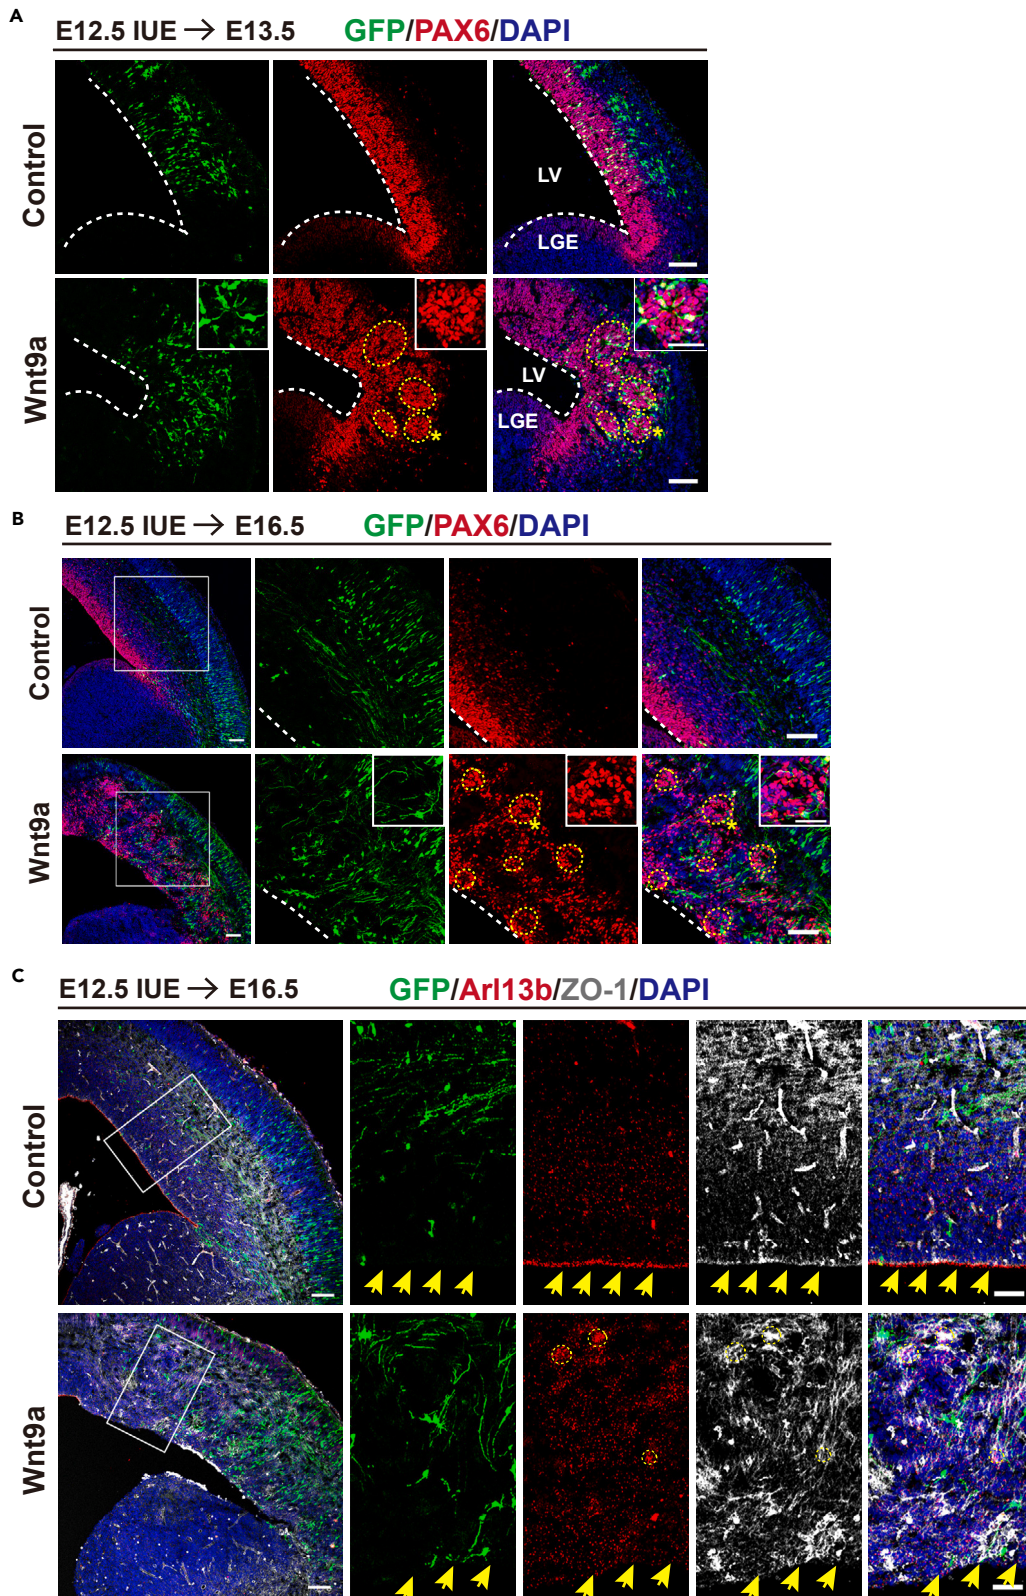 A
E12.5 IUE → E13.5 GFP/PAX6/DAPI
Control
LV
LGE
Wnt9a
LV
LGE
*
*
B
E12.5 IUE → E16.5 GFP/PAX6/DAPI
Control
Wnt9a
*
*
C
E12.5 IUE → E16.5 GFP/Arl13b/ZO-1/DAPI
Control
Wnt9a